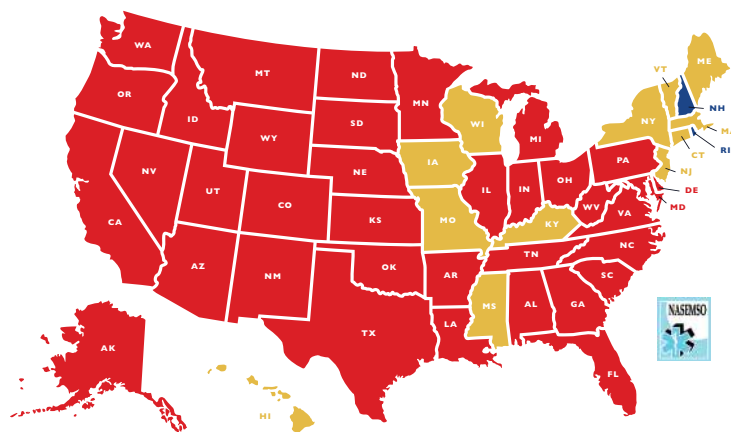 WA
MT
ND
MN
OR
ID
SD
WI
WY
MI
VT
ME
NH
NY
MA
RI
CT
NJ
NV
UT
NE
IA
PA
IL
IN
OH
DE
MD
CA
CO
KS
MO
WV
VA
KY
AZ
NM
OK
AR
TN
NC
SC
TX
LA
MS
AL
GA
FL
AK
HI
NASEMSO